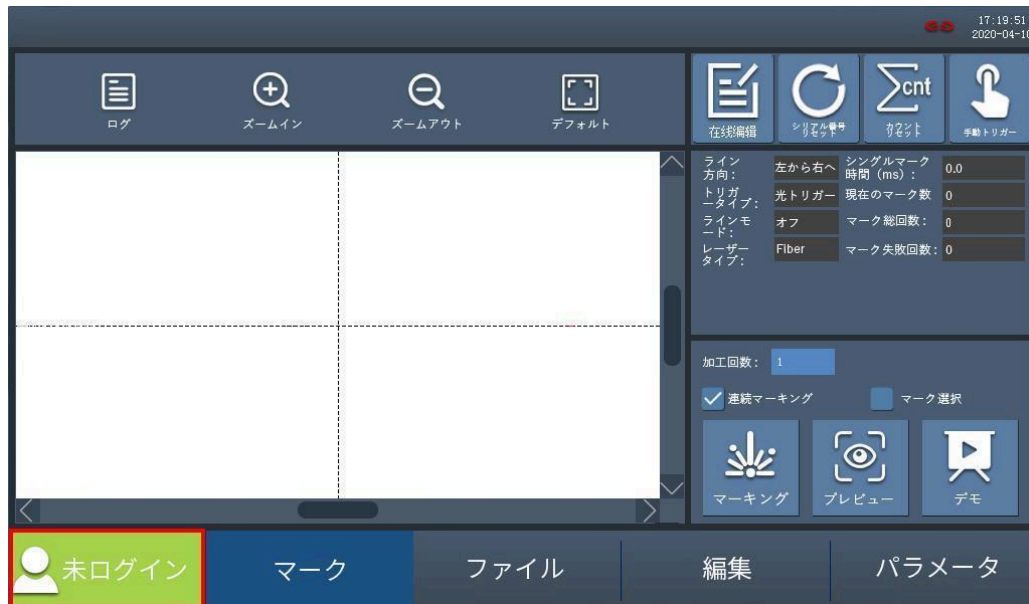 17:19:51
2020-04-10
ログ
ズームイン
ズームアウト
デフォルト
在线编辑
シリアル番号
リセット
カウント
リセット
cnt
手動トリガー
ライン
方向:
左から右へ
シングルマーク
時間 (ms) :
0.0
トリガ
ータイプ:
光トリガー
現在のマーク数
0
ラインモ
ード:
オフ
マーク総回数:
0
レーザー
タイプ:
Fiber
マーク失敗回数:
0
加工回数:
1
連続マーキング
マーク選択
マーキング
プレビュー
デモ
未ログイン
マーク
ファイル
編集
パラメータ